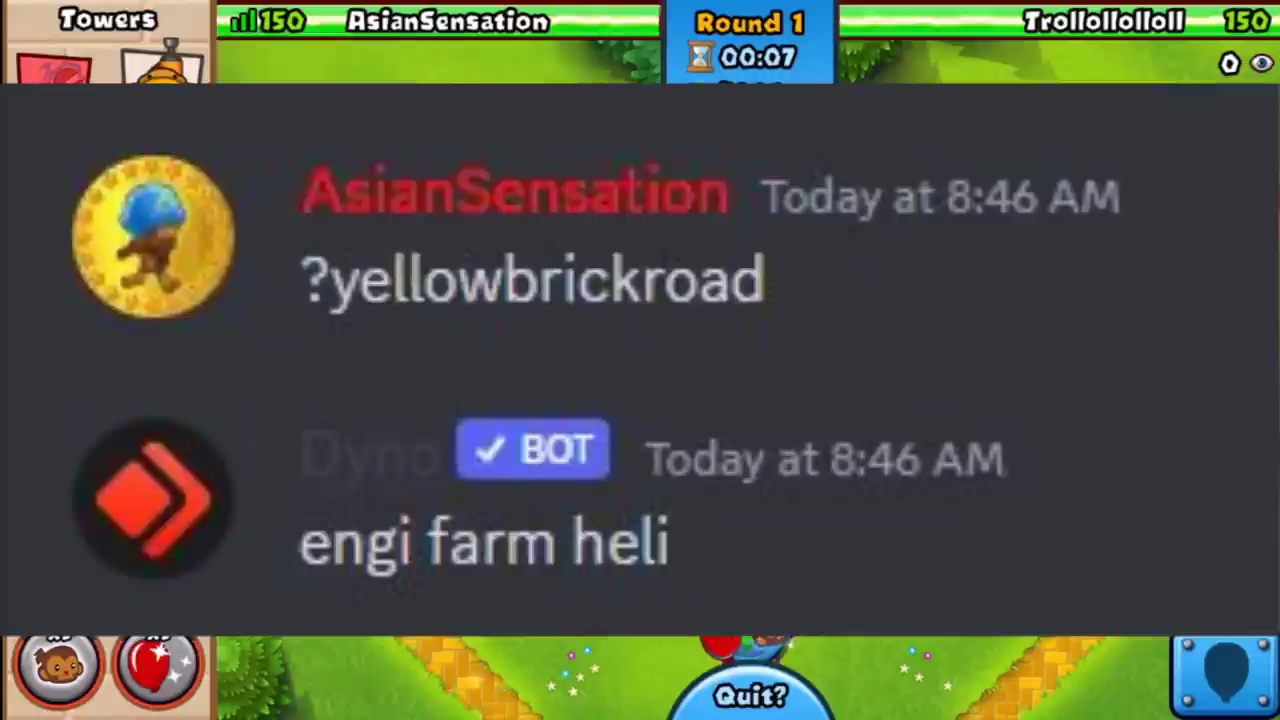 Towers
150 AsianSensation
Round 1
Trollollolloll 150
00:07
0
AsianSensation Today at 8:46 AM
?yellowbrickroad
Dyno ✓ BOT Today at 8:46 AM
engi farm heli
Quit?